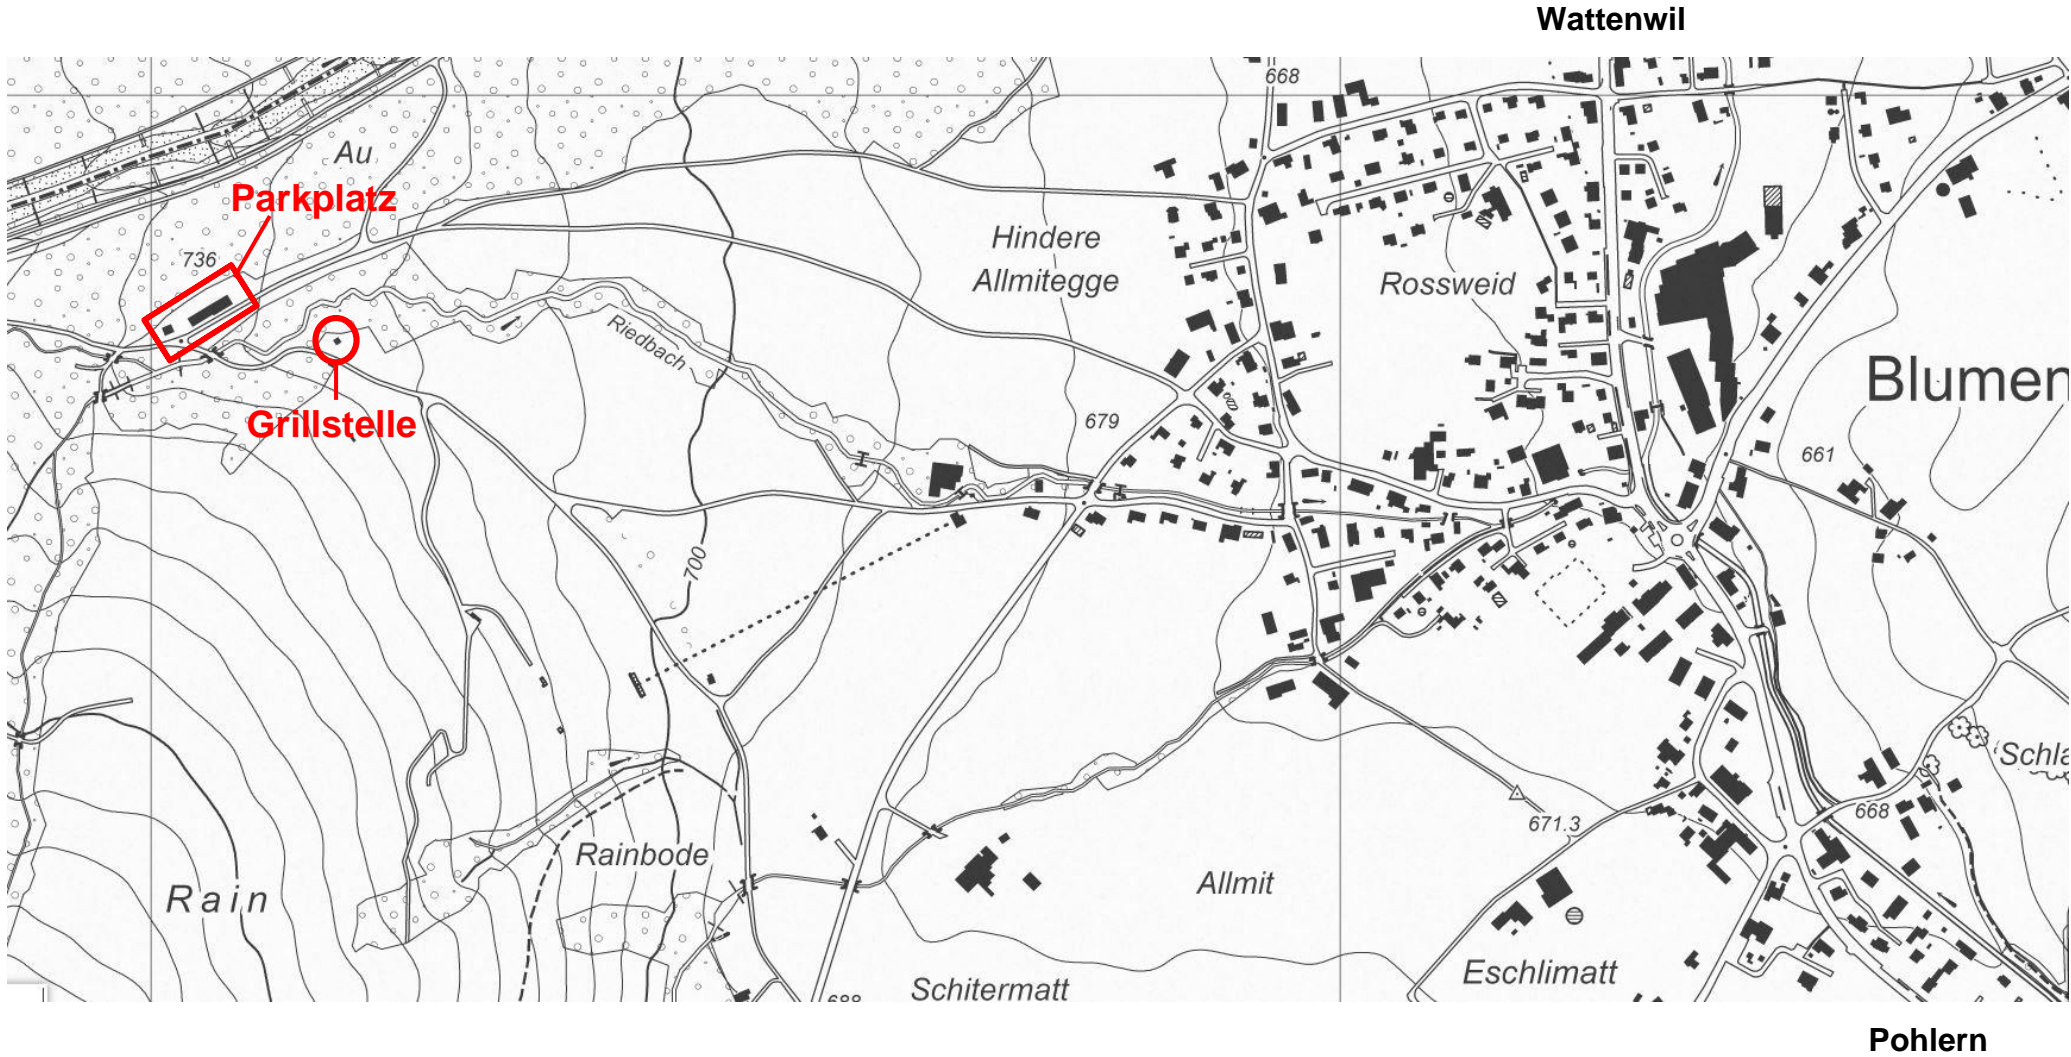 Wattenwil
668
Au
Parkplatz
736
Hindere
Allmitegge
Rossweid
Riedbach
Blumen
Grillstelle
679
661
700
Schla
671.3
668
Rainbode
Rain
Allmit
Schitermatt
Eschlimatt
688
Pohlern